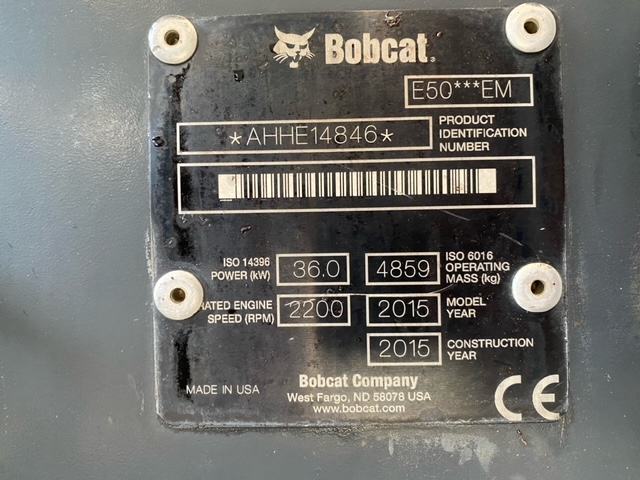 Bobcat®
E50***EM
*AHHE14846*
PRODUCT
IDENTIFICATION
NUMBER
ISO 14396
POWER (kW)
36.0
4859
ISO 6016
OPERATING
MASS (kg)
RATED ENGINE
SPEED (RPM)
2200
2015
MODEL
YEAR
2015
CONSTRUCTION
YEAR
MADE IN USA
Bobcat Company
West Fargo, ND 58078 USA
www.bobcat.com
CE